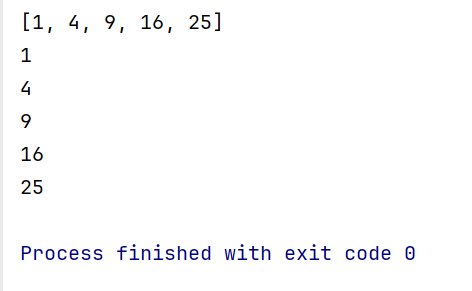 [1, 4, 9, 16, 25]
1
4
9
16
25
Process finished with exit code 0